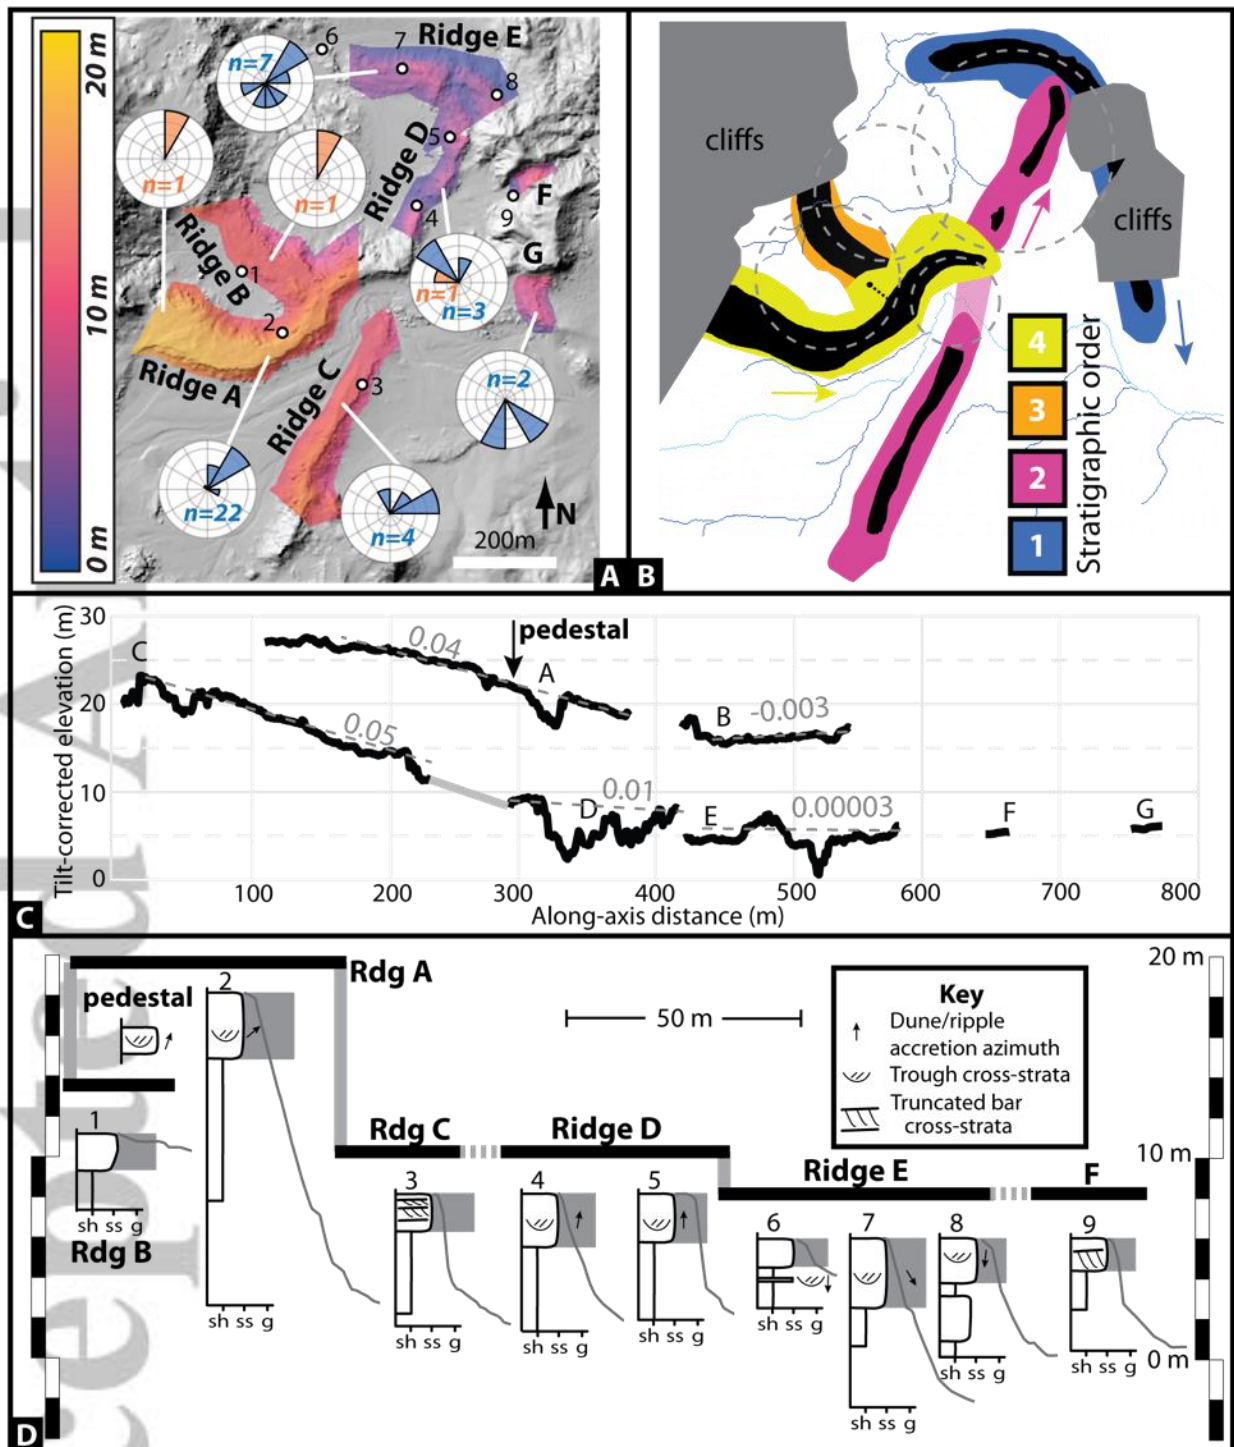 20 m
10 m
0 m
Ridge E
6
7
8
n=7
n=1
n=1
5
Ridge D
4
F
9
G
Ridge B
1
2
n=1
n=3
Ridge A
Ridge C
3
n=2
n=22
n=4
N
200m
A
B
cliffs
cliffs
4
3
2
1
Stratigraphic order
Tilt-corrected elevation (m)
30
20
10
0
C
0.04
pedestal
A
0.05
B
-0.003
0.01
D
E
0.00003
F
G
100
200
300
400
500
600
700
800
Along-axis distance (m)
C
Rdg A
pedestal
2
50 m
20 m
Key
Dune/ripple
accretion azimuth
Trough cross-strata
Truncated bar
cross-strata
1
sh ss g
Rdg B
sh ss g
Rdg C
Ridge D
10 m
Ridge E
F
3
sh ss g
4
sh ss g
5
sh ss g
6
sh ss g
7
sh ss g
8
sh ss g
9
sh ss g
0 m
D